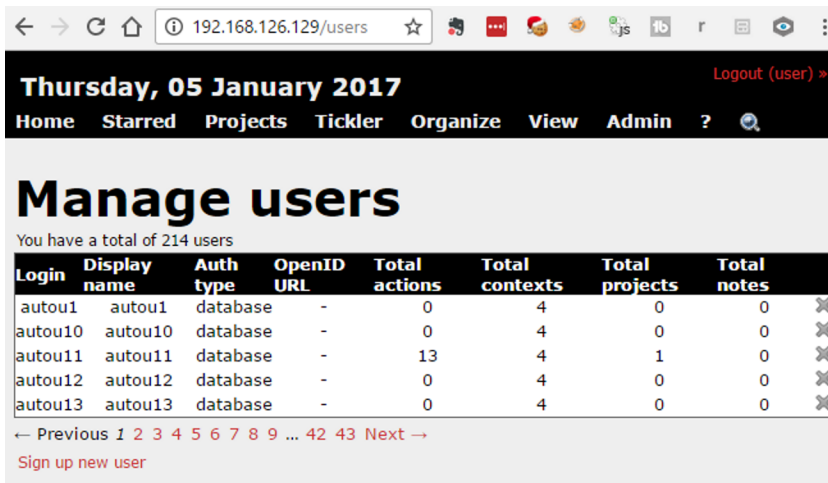 192.168.126.129/users
js
r
Logout (user) »
Thursday, 05 January 2017
Home Starred Projects Tickler Organize View Admin ?
Manage users
You have a total of 214 users
Login Display name Auth type OpenID URL Total actions Total contexts Total projects Total notes
autou1 autou1 database - 0 4 0 0
autou10 autou10 database - 0 4 0 0
autou11 autou11 database - 13 4 1 0
autou12 autou12 database - 0 4 0 0
autou13 autou13 database - 0 4 0 0
← Previous 1 2 3 4 5 6 7 8 9 ... 42 43 Next →
Sign up new user